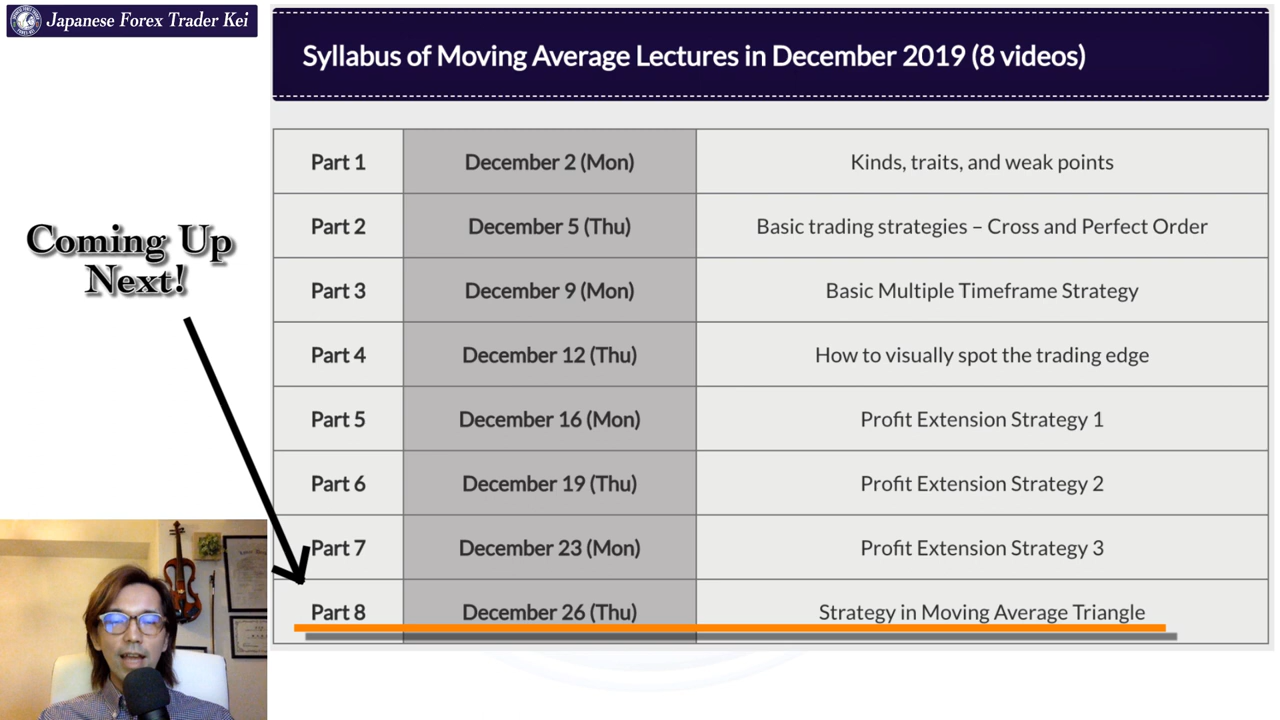 Japanese Forex Trader Kei
Syllabus of Moving Average Lectures in December 2019 (8 videos)
Part 1 December 2 (Mon) Kinds, traits, and weak points
Part 2 December 5 (Thu) Basic trading strategies – Cross and Perfect Order
Coming Up
Next!
Part 3 December 9 (Mon) Basic Multiple Timeframe Strategy
Part 4 December 12 (Thu) How to visually spot the trading edge
Part 5 December 16 (Mon) Profit Extension Strategy 1
Part 6 December 19 (Thu) Profit Extension Strategy 2
Part 7 December 23 (Mon) Profit Extension Strategy 3
Part 8 December 26 (Thu) Strategy in Moving Average Triangle